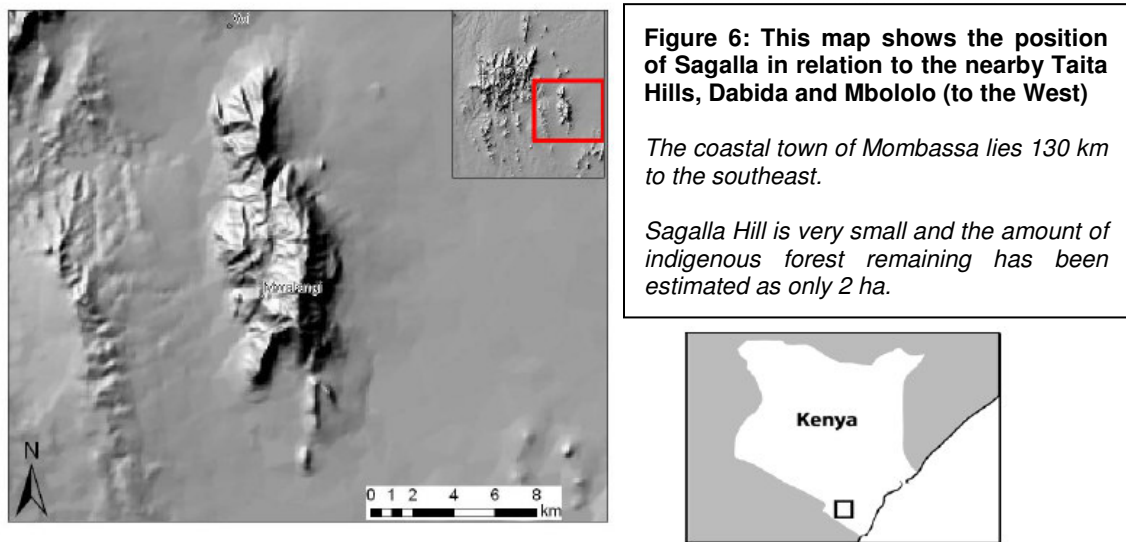 Voi
N
0 1 2 4 6 8
km
Figure 6: This map shows the position
of Sagalla in relation to the nearby Taita
Hills, Dabida and Mbololo (to the West)
The coastal town of Mombassa lies 130 km
to the southeast.
Sagalla Hill is very small and the amount of
indigenous forest remaining has been
estimated as only 2 ha.
Kenya